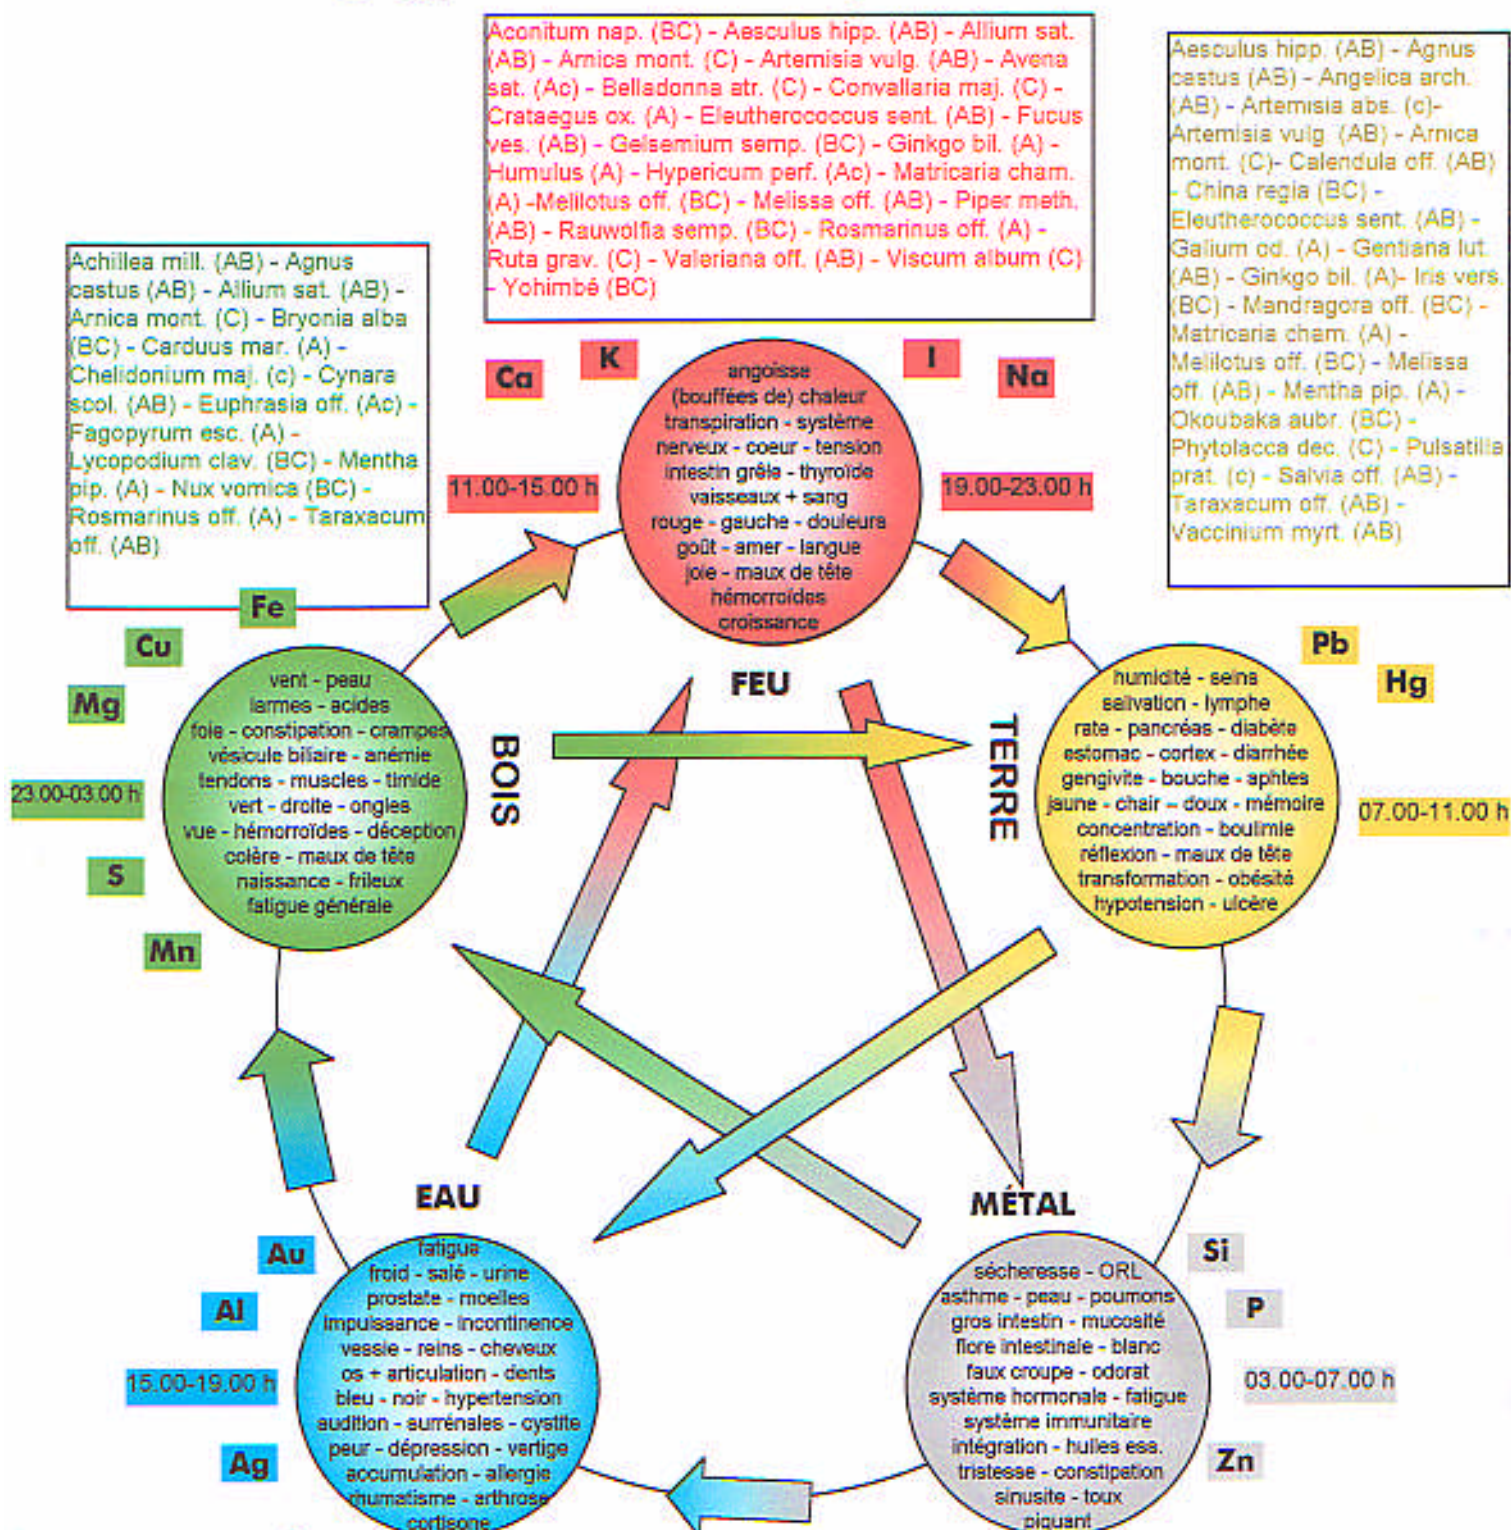 Aconitum nap. (BC) - Aesculus hipp. (AB) - Allium sat.
(AB) - Arnica mont. (C) - Artemisia vulg. (AB) - Avena
sat. (Ac) - Belladonna atr. (C) - Convallaria maj. (C) -
Crataegus ox. (A) - Eleutherococcus sent. (AB) - Fucus
ves. (AB) - Gelsemium semp. (BC) - Ginkgo bil. (A) -
Humulus (A) - Hypericum perf. (Ac) - Matricaria cham.
(A) -Melilotus off. (BC) - Melissa off. (AB) - Piper meth.
(AB) - Rauwolfia semp. (BC) - Rosmarinus off. (A) -
Ruta grav. (C) - Valeriana off. (AB) - Viscum album (C)
- Yohimbé (BC)
Aesculus hipp. (AB) - Agnus
castus (AB) - Angelica arch.
(AB) - Artemisia abs. (c)-
Artemisia vulg (AB) - Arnica
mont. (C)- Calendula off. (AB)
- China regia (BC) -
Eleutherococcus sent. (AB) -
Galium od. (A) - Gentiana lut.
(AB) - Ginkgo bil. (A)- Iris vers.
(BC) - Mandragora off. (BC) -
Matricaria cham. (A) -
Melilotus off. (BC) - Melissa
off. (AB) - Mentha pip. (A) -
Okoubaka aubr. (BC) -
Phytolacca dec. (C) - Pulsatilla
prat. (c) - Salvia off. (AB) -
Taraxacum off. (AB) -
Vaccinium myrt. (AB)
Achillea mill. (AB) - Agnus
castus (AB) - Allium sat. (AB) -
Arnica mont. (C) - Bryonia alba
(BC) - Carduus mar. (A) -
Chelidonium maj. (c) - Cynara
scol. (AB) - Euphrasia off. (Ac) -
Fagopyrum esc. (A) -
Lycopodium clav. (BC) - Mentha
pip. (A) - Nux vomica (BC) -
Rosmarinus off. (A) - Taraxacum
off. (AB)
Ca
K
I
Na
11.00-15.00 h
19.00-23.00 h
angoisse
(bouffées de) chaleur
transpiration - système
nerveux - coeur - tension
intestin grêle - thyroïde
vaisseaux + sang
rouge - gauche - douleurs
goût - amer - langue
joie - maux de tête
hémorroïdes
croissance
FEU
Fe
Cu
Mg
23.00-03.00 h
S
Mn
vent - peau
larmes - acides
foie - constipation - crampes
vésicule biliaire - anémie
tendons - muscles - timide
vert - droite - ongles
vue - hémorroïdes - déception
colère - maux de tête
naissance - frileux
fatigue générale
BOIS
TERRE
Pb
Hg
07.00-11.00 h
humidité - seins
salivation - lymphe
rate - pancréas - diabète
estomac - cortex - diarrhée
gengivite - bouche - aphtes
jaune - chair - doux - mémoire
concentration - boulimie
réflexion - maux de tête
transformation - obésité
hypotension - ulcère
EAU
Au
Al
15.00-19.00 h
Ag
fatigue
froid - salé - urine
prostate - moelles
impuissance - incontinence
vessie - reins - cheveux
os + articulation - dents
bleu - noir - hypertension
audition - surrénales - cystite
peur - dépression - vertige
accumulation - allergie
rhumatisme - arthrose
cortisone
MÉTAL
Si
P
03.00-07.00 h
Zn
sécheresse - ORL
asthme - peau - poumons
gros intestin - mucosité
flore intestinale - blanc
faux croupe - odorat
système hormonale - fatigue
système immunitaire
intégration - huiles ess.
tristesse - constipation
sinusite - toux
piquant